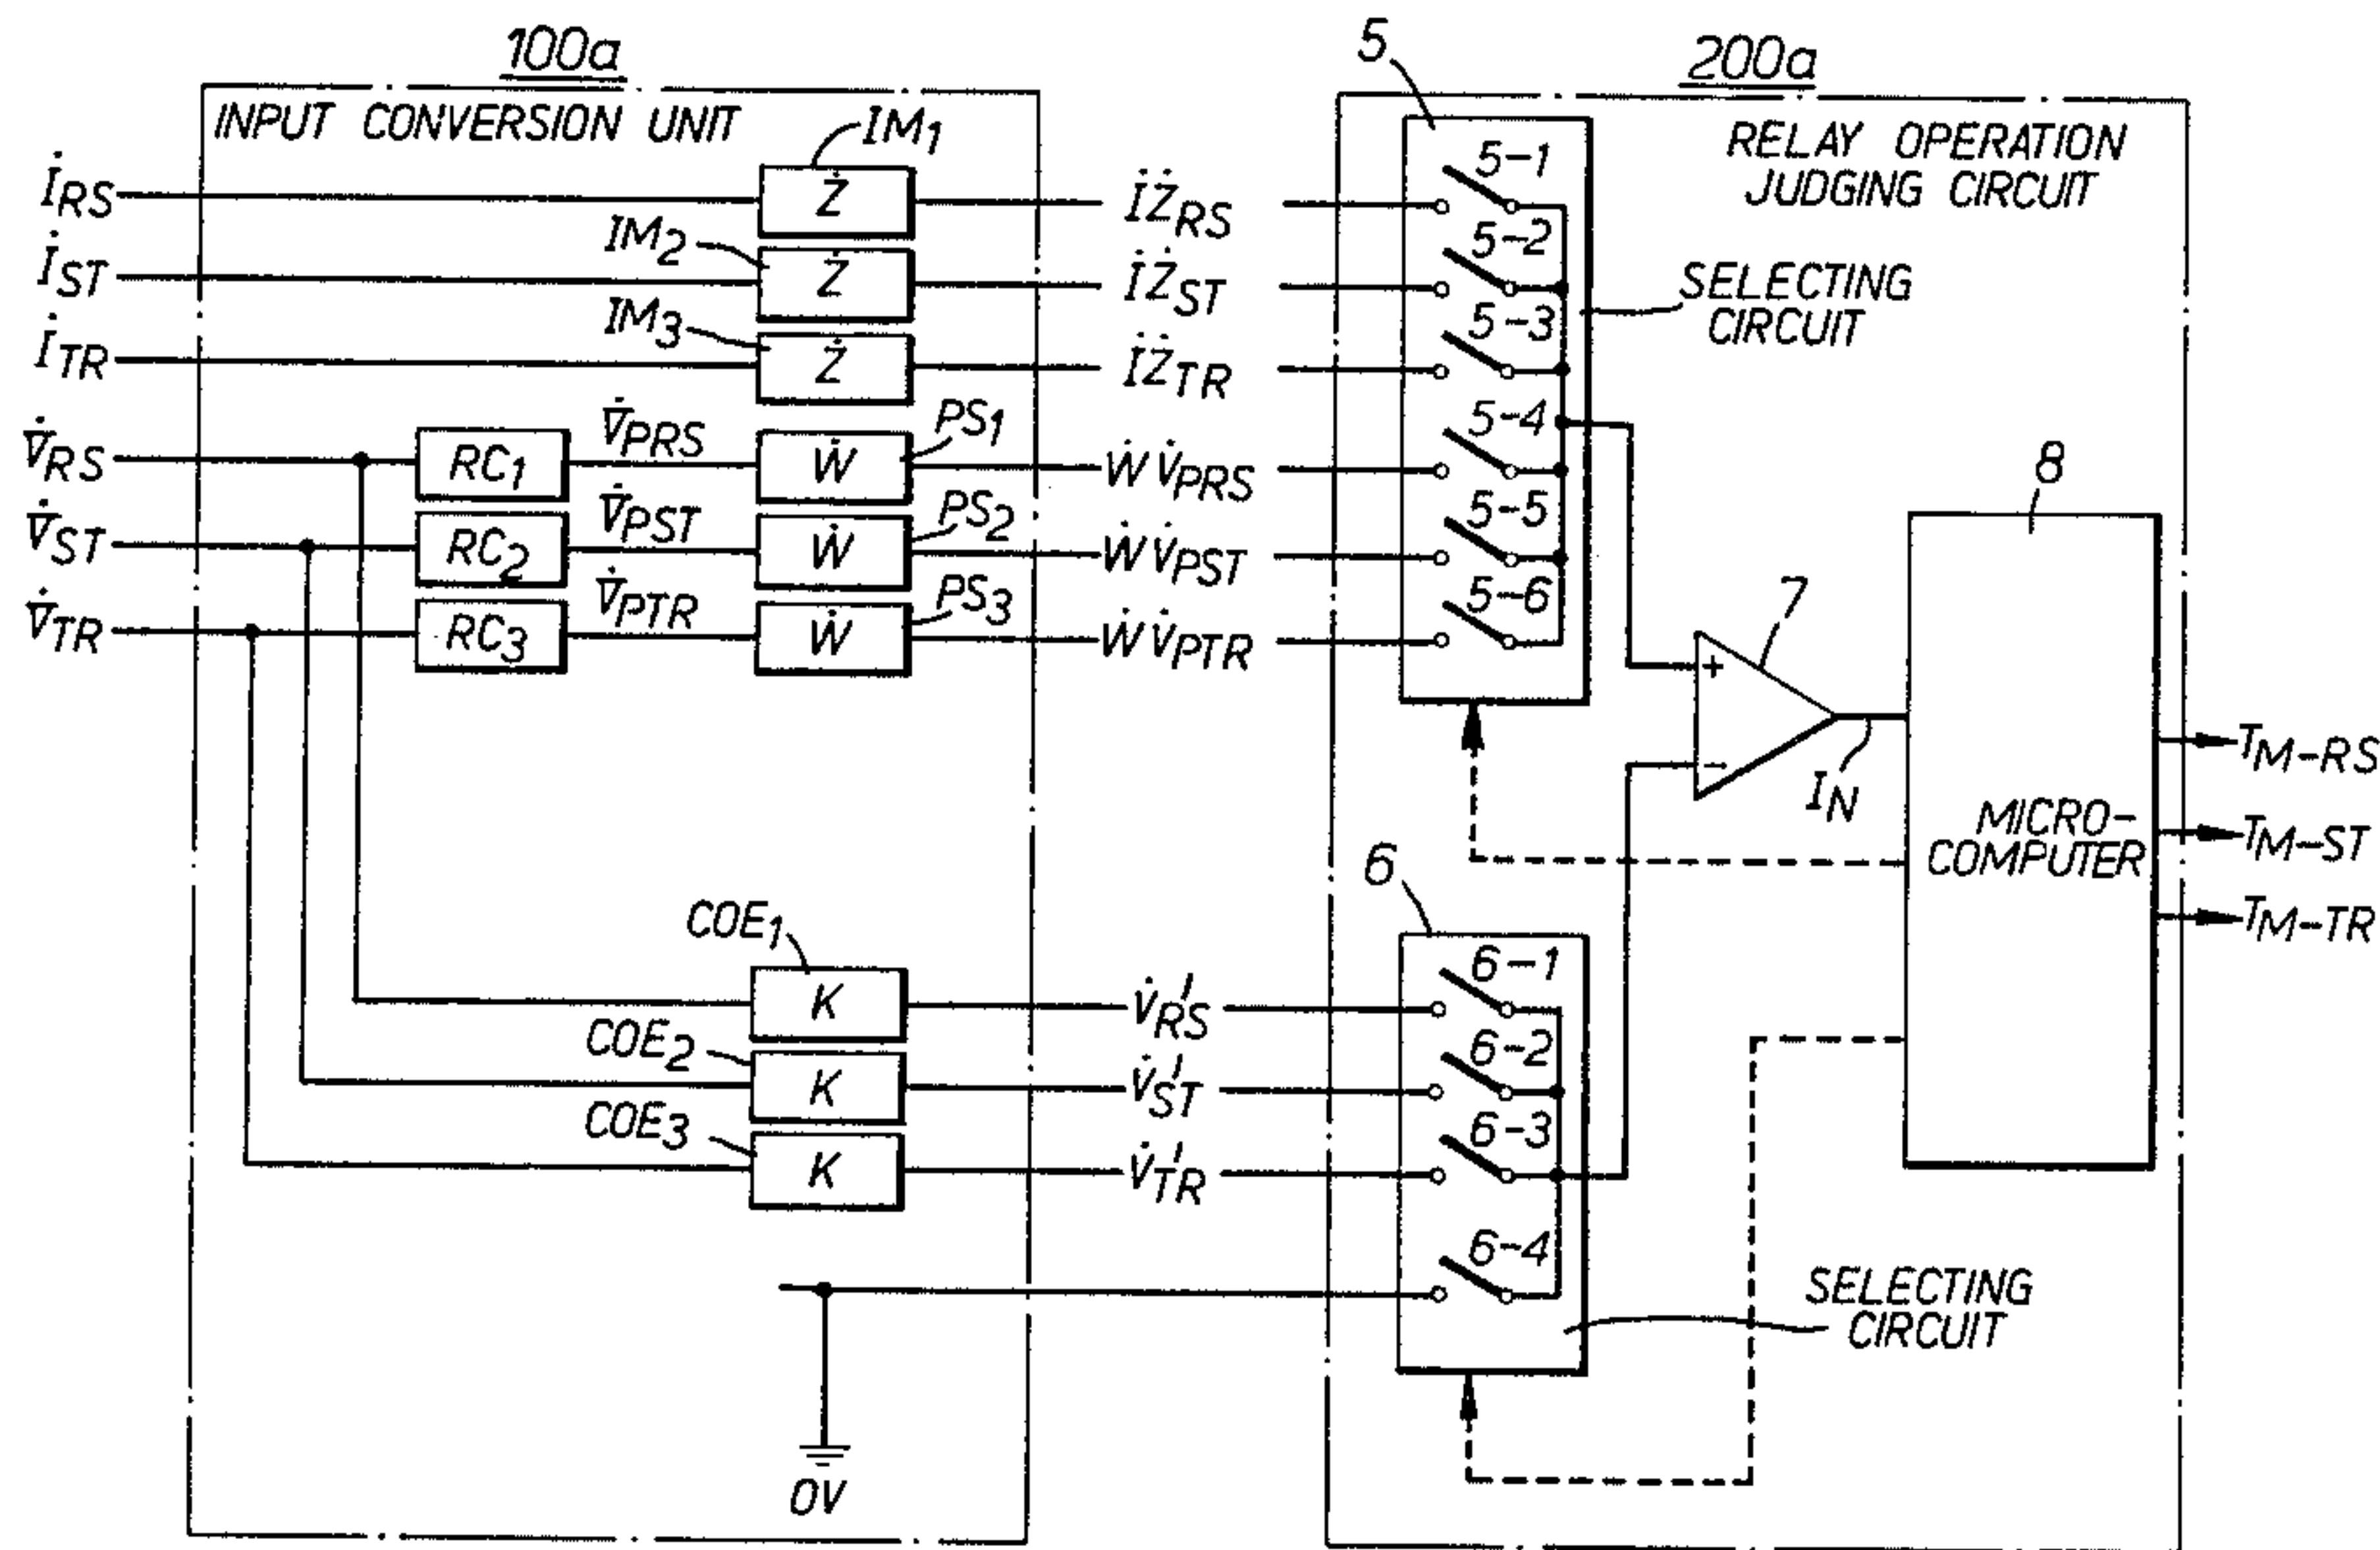 100a
INPUT CONVERSION UNIT
İRS
İST
İTR
V̇RS
V̇ST
V̇TR
IM1
Ż
IM2
Ż
IM3
Ż
RC1
V̇PRS
PS1
Ẇ
RC2
V̇PST
PS2
Ẇ
RC3
V̇PTR
PS3
Ẇ
COE1
K
COE2
K
COE3
K
0V
İŻRS
İŻST
İŻTR
ẆV̇PRS
ẆV̇PST
ẆV̇PTR
V̇'RS
V̇'ST
V̇'TR
200a
RELAY OPERATION
JUDGING CIRCUIT
5
5-1
5-2
5-3
5-4
5-5
5-6
SELECTING
CIRCUIT
6
6-1
6-2
6-3
6-4
SELECTING
CIRCUIT
7
+
−
IN
8
MICRO-
COMPUTER
TM-RS
TM-ST
TM-TR